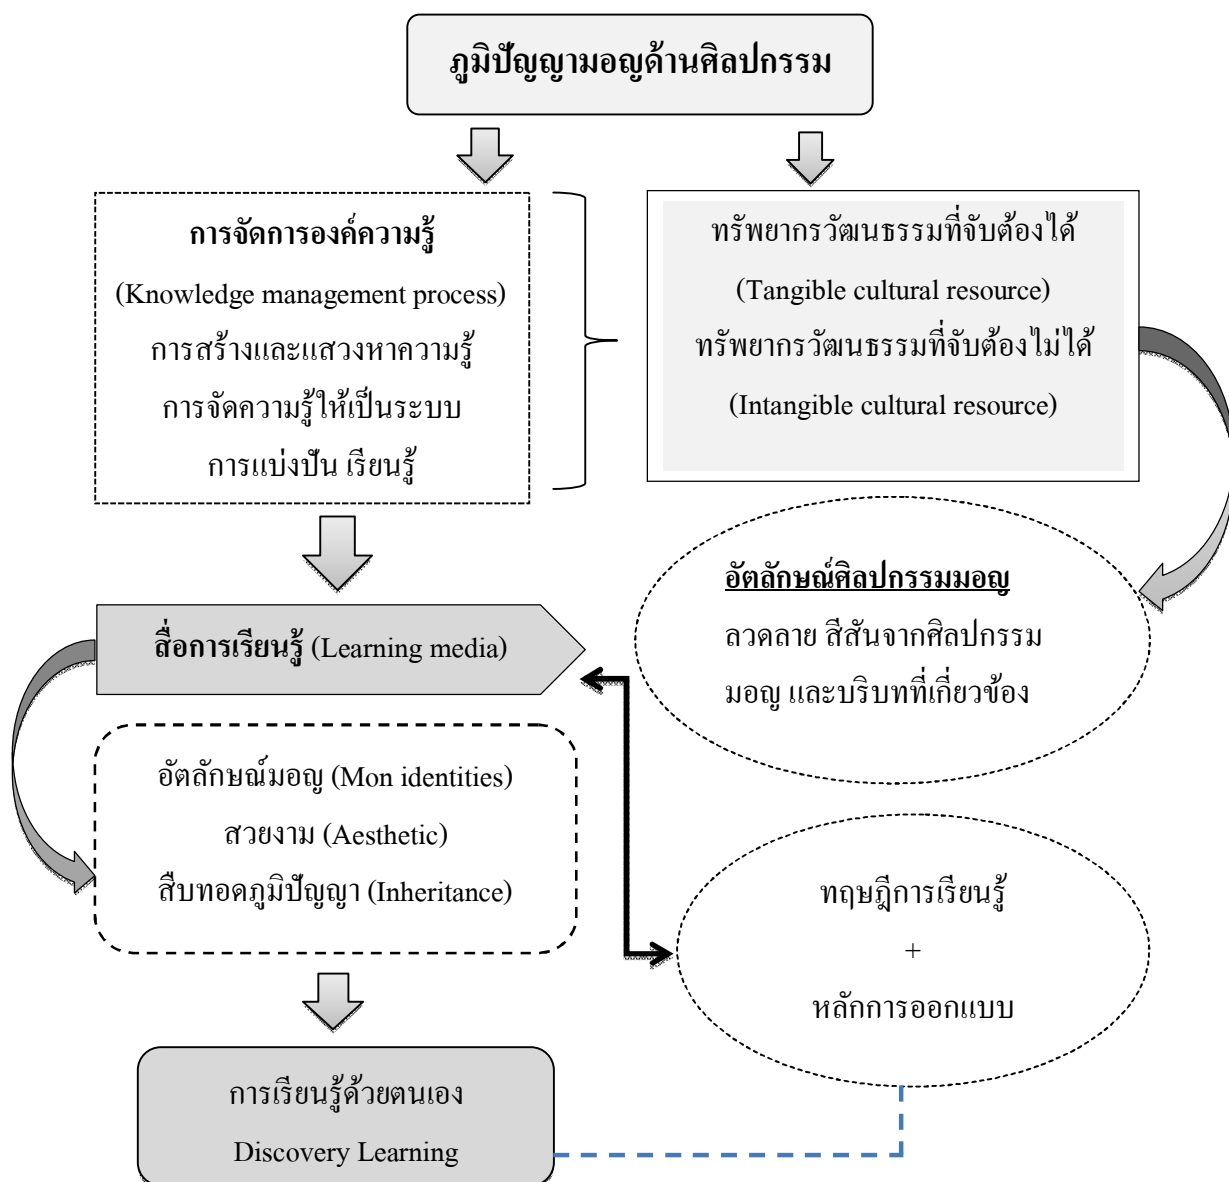 ภูมิปัญญามอญด้านศิลปกรรม
การจัดการองค์ความรู้
(Knowledge management process)
การสร้างและแสวงหาความรู้
การจัดความรู้ให้เป็นระบบ
การแบ่งปัน เรียนรู้
ทรัพยากรวัฒนธรรมที่จับต้องได้
(Tangible cultural resource)
ทรัพยากรวัฒนธรรมที่จับต้องไม่ได้
(Intangible cultural resource)
อัตลักษณ์ศิลปกรรมมอญ
ลวดลาย สีสันจากศิลปกรรม
มอญ และบริบทที่เกี่ยวข้อง
สื่อการเรียนรู้ (Learning media)
อัตลักษณ์มอญ (Mon identities)
สวยงาม (Aesthetic)
สืบทอดภูมิปัญญา (Inheritance)
ทฤษฎีการเรียนรู้
+
หลักการออกแบบ
การเรียนรู้ด้วยตนเอง
Discovery Learning